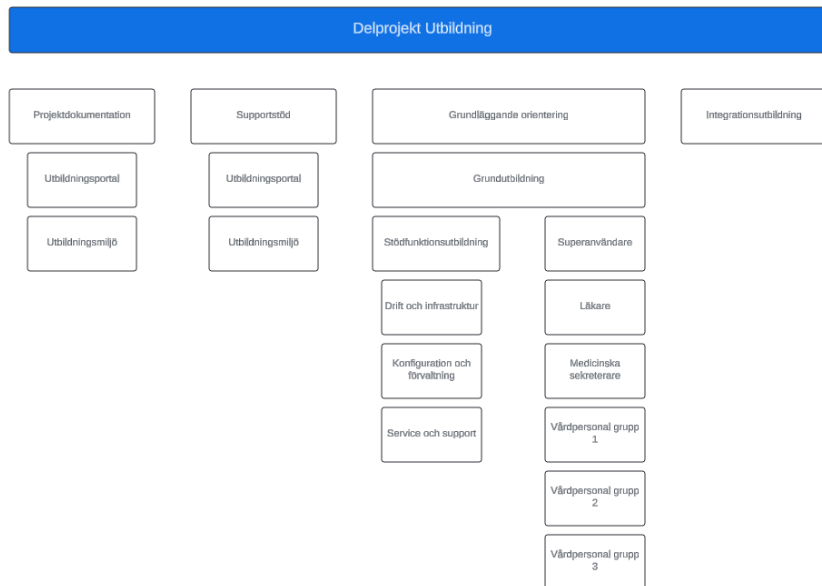 Delprojekt Utbildning
Projektdokumentation
Supportstöd
Grundläggande orientering
Integrationsutbildning
Utbildningsportal
Utbildningsportal
Grundutbildning
Utbildningsmiljö
Utbildningsmiljö
Stödfunktionsutbildning
Superanvändare
Drift och infrastruktur
Läkare
Konfiguration och
förvaltning
Medicinska
sekreterare
Service och support
Vårdpersonal grupp
1
Vårdpersonal grupp
2
Vårdpersonal grupp
3